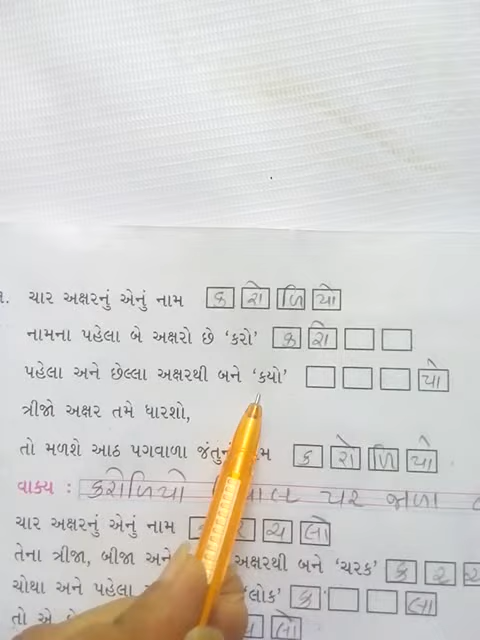 ચાર અક્ષરનું એનું નામ ક રો ળિ યો
નામના પહેલા બે અક્ષરો છે ‘કરો’ ક રો
પહેલા અને છેલ્લા અક્ષરથી બને ‘કયો’ યો
ત્રીજો અક્ષર તમે ધારશો,
તો મળશે આઠ પગવાળા જંતુનું ક રો ળિ યો
વાક્ય : કરોળિયો પર જાળા
ચાર અક્ષરનું એનું નામ ચ લો
તેના ત્રીજા, બીજા અને અક્ષરથી બને ‘ચરક’ ક ર
ચોથા અને પહેલા ‘લોક’ ક લો
તો એ લો